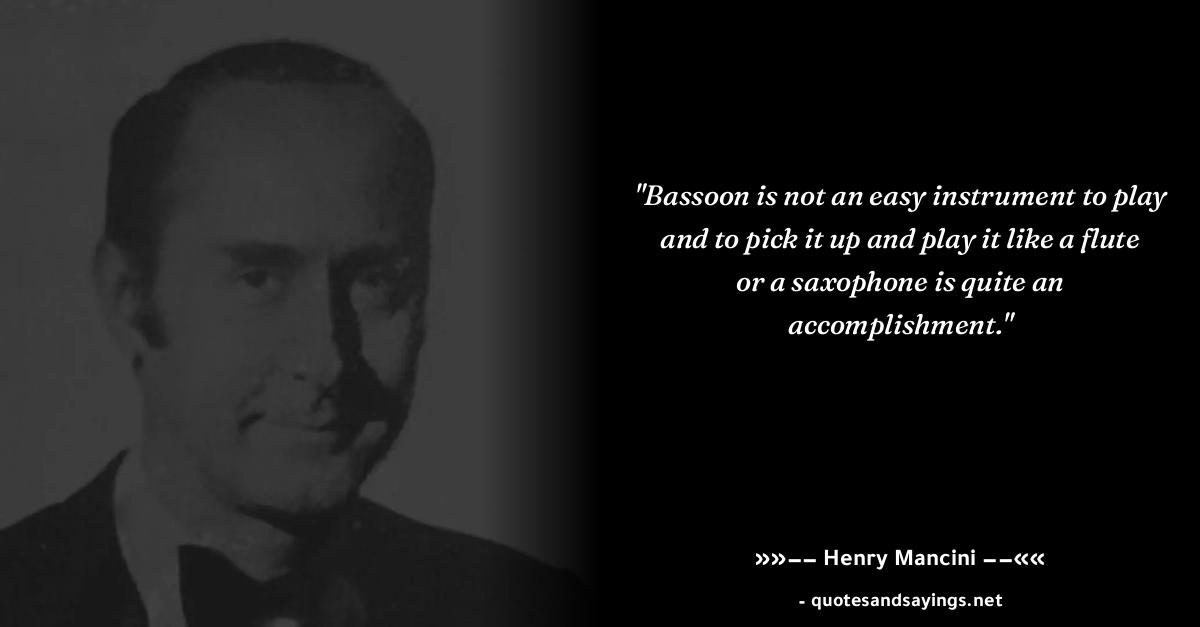 "Bassoon is not an easy instrument to play
and to pick it up and play it like a flute
or a saxophone is quite an
accomplishment."
»»–– Henry Mancini ––««
- quotesandsayings.net